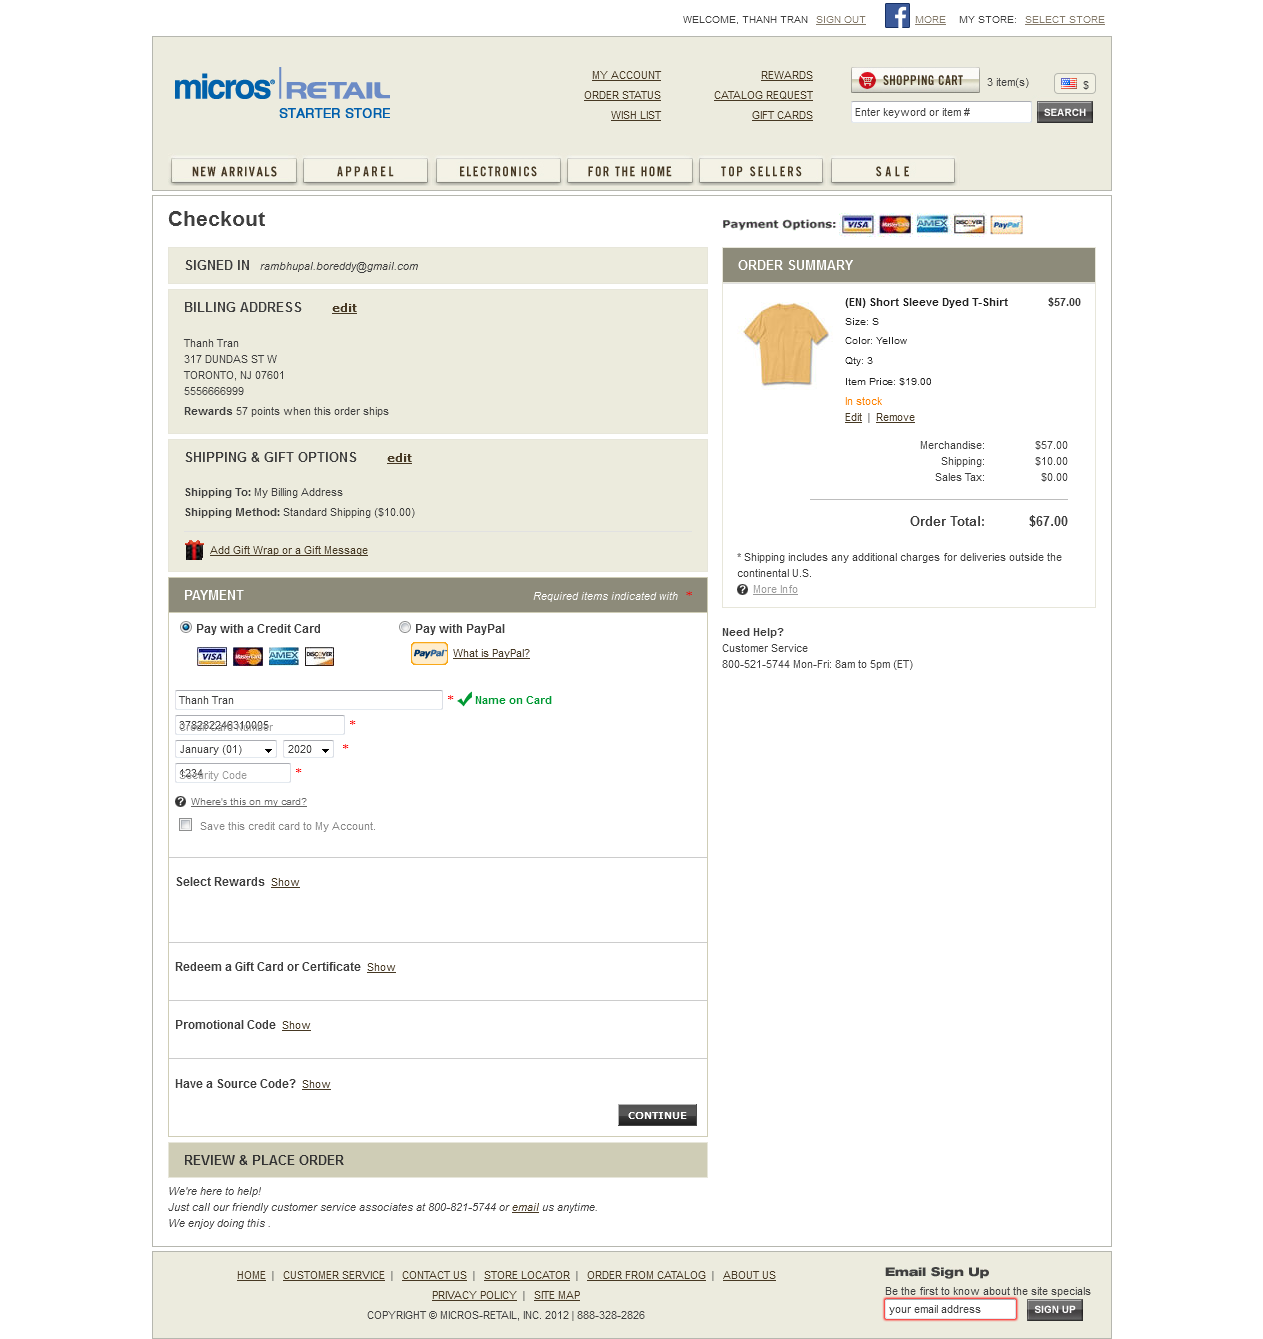 WELCOME, THANH TRAN SIGN OUT MORE MY STORE: SELECT STORE
micros RETAIL
STARTER STORE
MY ACCOUNT
ORDER STATUS
WISH LIST
REWARDS
CATALOG REQUEST
GIFT CARDS
SHOPPING CART 3 item(s) $
Enter keyword or item # SEARCH
NEW ARRIVALS APPAREL ELECTRONICS FOR THE HOME TOP SELLERS SALE
Checkout
SIGNED IN rambhupal.boreddy@gmail.com
BILLING ADDRESS edit
Thanh Tran
317 DUNDAS ST W
TORONTO, NJ 07601
5556666999
Rewards 57 points when this order ships
SHIPPING & GIFT OPTIONS edit
Shipping To: My Billing Address
Shipping Method: Standard Shipping ($10.00)
Add Gift Wrap or a Gift Message
PAYMENT Required items indicated with *
Pay with a Credit Card Pay with PayPal
VISA MasterCard AMEX DISCOVER PayPal What is PayPal?
Thanh Tran * Name on Card
378282246310005 Credit Card Number *
January (01) 2020 *
1234 Security Code *
? Where's this on my card?
Save this credit card to My Account.
Select Rewards Show
Redeem a Gift Card or Certificate Show
Promotional Code Show
Have a Source Code? Show
CONTINUE
REVIEW & PLACE ORDER
We're here to help!
Just call our friendly customer service associates at 800-821-5744 or email us anytime.
We enjoy doing this .
Payment Options: VISA MasterCard AMEX DISCOVER PayPal
ORDER SUMMARY
(EN) Short Sleeve Dyed T-Shirt $57.00
Size: S
Color: Yellow
Qty: 3
Item Price: $19.00
In stock
Edit | Remove
Merchandise: $57.00
Shipping: $10.00
Sales Tax: $0.00
Order Total: $67.00
* Shipping includes any additional charges for deliveries outside the
continental U.S.
? More Info
Need Help?
Customer Service
800-521-5744 Mon-Fri: 8am to 5pm (ET)
HOME | CUSTOMER SERVICE | CONTACT US | STORE LOCATOR | ORDER FROM CATALOG | ABOUT US
PRIVACY POLICY | SITE MAP
COPYRIGHT © MICROS-RETAIL, INC. 2012 | 888-328-2826
Email Sign Up
Be the first to know about the site specials
your email address SIGN UP